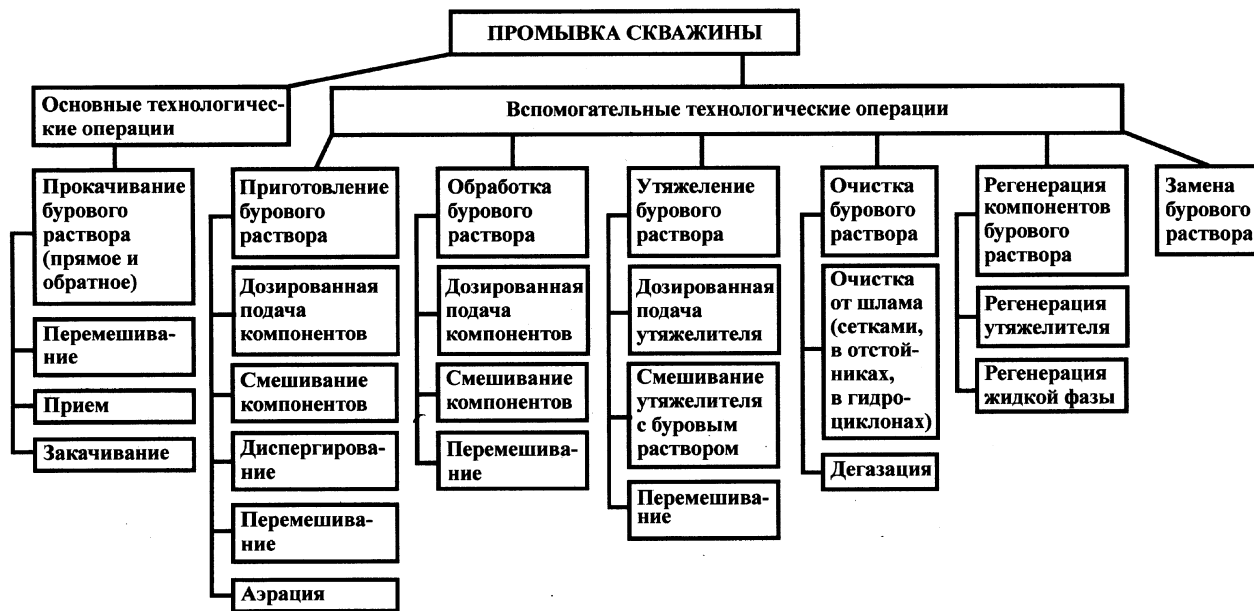 ПРОМЫВКА СКВАЖИНЫ
Основные технологичес-
кие операции
Вспомогательные технологические операции
Прокачивание
бурового
раствора
(прямое и
обратное)
Перемешива-
ние
Прием
Закачивание
Приготовление
бурового
раствора
Дозированная
подача
компонентов
Смешивание
компонентов
Диспергирова-
ние
Перемешива-
ние
Аэрация
Обработка
бурового
раствора
Дозированная
подача
компонентов
Смешивание
компонентов
Перемешива-
ние
Утяжеление
бурового
раствора
Дозированная
подача
утяжелителя
Смешивание
утяжелителя
с буровым
раствором
Перемешива-
ние
Очистка
бурового
раствора
Очистка
от шлама
(сетками,
в отстой-
никах,
в гидро-
циклонах)
Дегазация
Регенерация
компонентов
бурового
раствора
Регенерация
утяжелителя
Регенерация
жидкой фазы
Замена
бурового
раствора